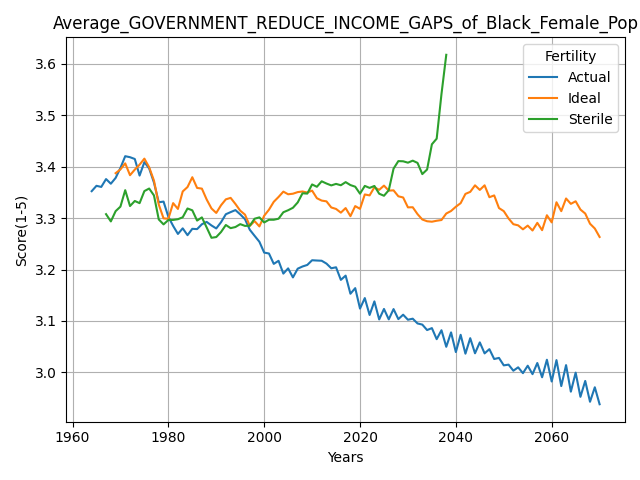 Average_GOVERNMENT_REDUCE_INCOME_GAPS_of_Black_Female_Pop
Fertility
Actual
Ideal
Sterile
Score(1-5)
3.6
3.5
3.4
3.3
3.2
3.1
3.0
1960
1980
2000
2020
2040
2060
Years